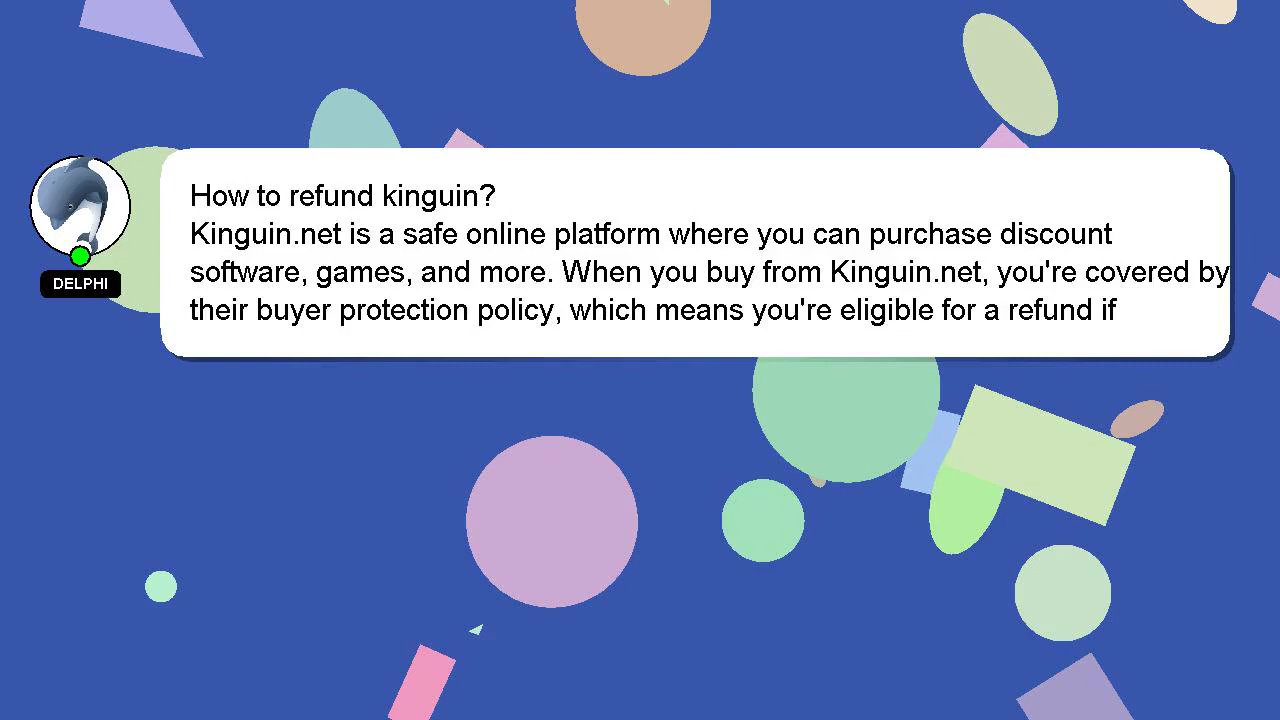 How to refund kinguin?
Kinguin.net is a safe online platform where you can purchase discount
software, games, and more. When you buy from Kinguin.net, you're covered by
their buyer protection policy, which means you're eligible for a refund if
DELPHI